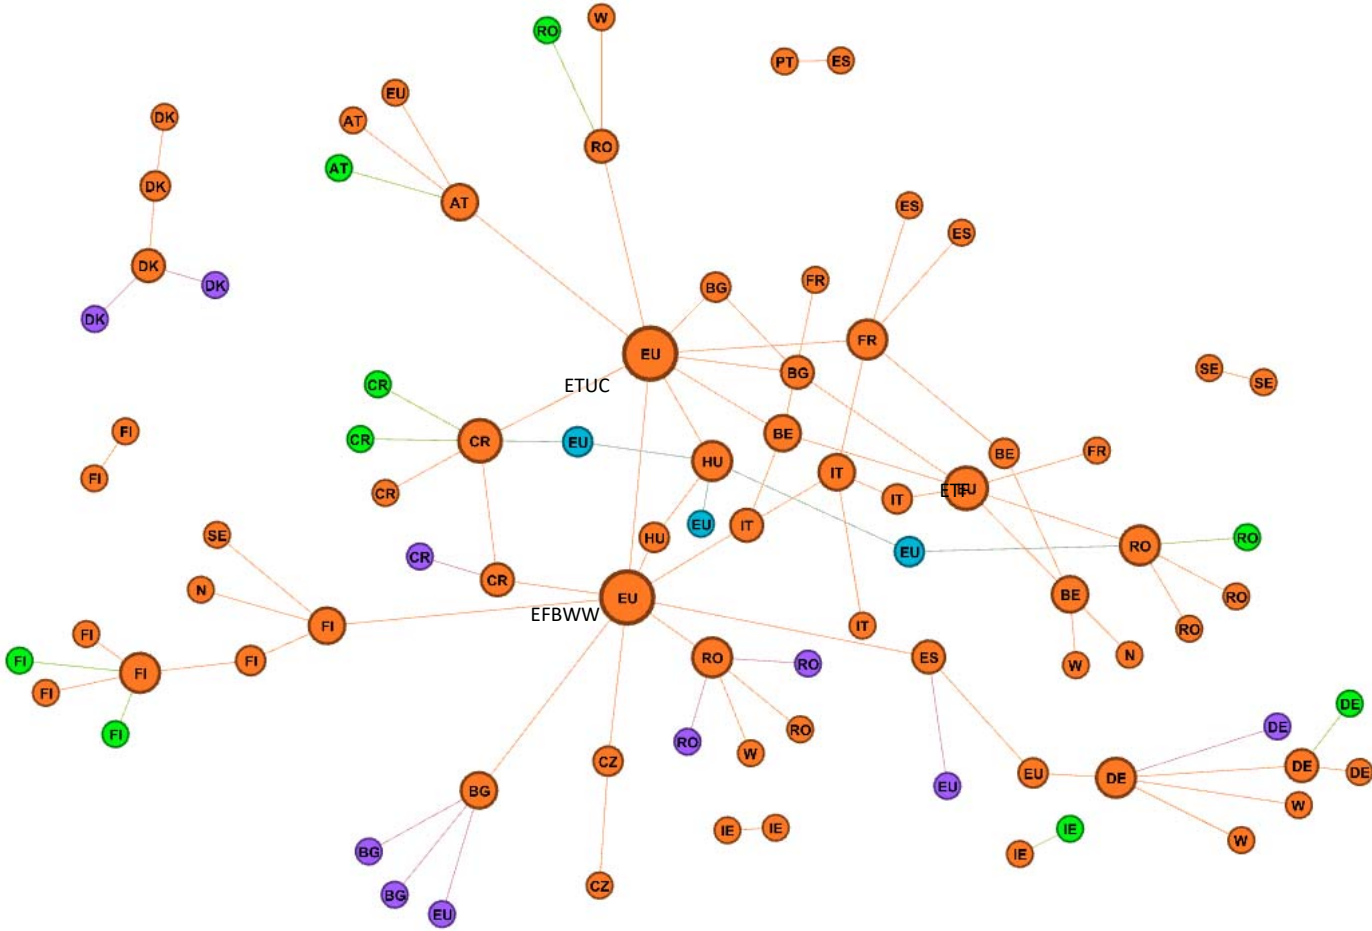 W
RO
PT
ES
EU
DK
AT
RO
AT
DK
AT
ES
ES
DK
FR
DK
BG
DK
FR
EU
SE
BG
SE
ETUC
CR
FI
BE
CR
CR
EU
FR
BE
HU
IT
FI
ETF
CR
IT
EU
IT
SE
HU
RO
RO
EU
CR
CR
N
BE
RO
EU
EFBWW
FI
IT
RO
FI
N
ES
FI
FI
RO
RO
W
FI
FI
DE
DE
RO
FI
RO
W
CZ
DE
DE
EU
DE
EU
BG
W
IE
IE
IE
W
BG
IE
CZ
BG
EU